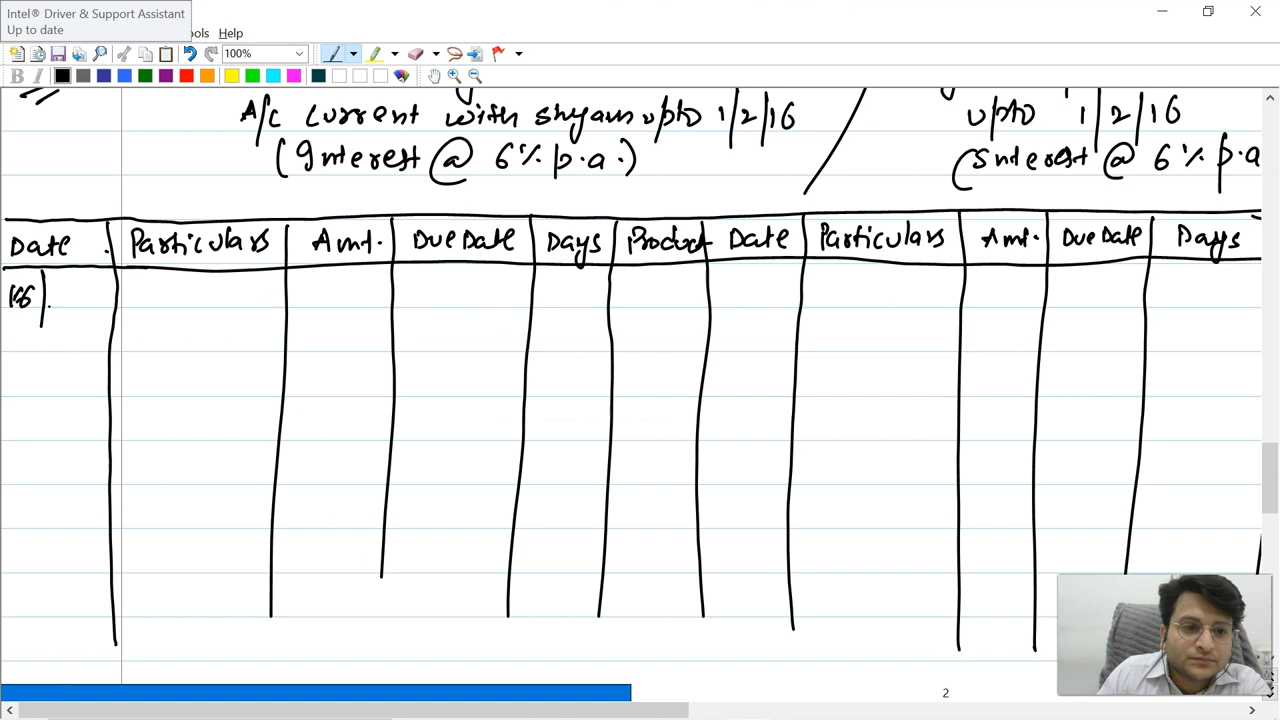 Intel® Driver & Support Assistant
Up to date
ols Help
100%
B I
A/c current with shyam upto 1/2/16
upto 1/2/16
(Interest @ 6% p.a.)
(Interest @ 6% p.a
Date Particulars Amt. Due Date Days Product Date Particulars Amt. Due Date Days
2